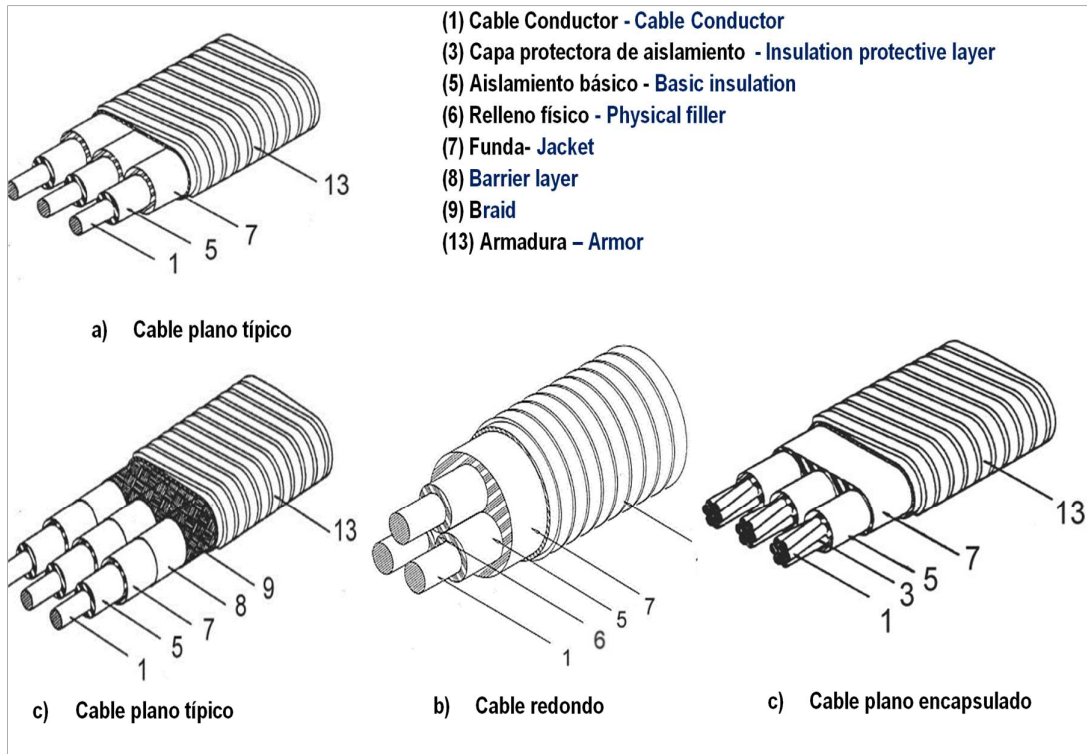 (1) Cable Conductor - Cable Conductor
(3) Capa protectora de aislamiento - Insulation protective layer
(5) Aislamiento básico - Basic insulation
(6) Relleno físico - Physical filler
(7) Funda- Jacket
(8) Barrier layer
(9) Braid
(13) Armadura – Armor
13
7
5
1
a) Cable plano típico
13
9
8
7
5
1
c) Cable plano típico
7
5
6
1
b) Cable redondo
13
7
5
3
1
c) Cable plano encapsulado